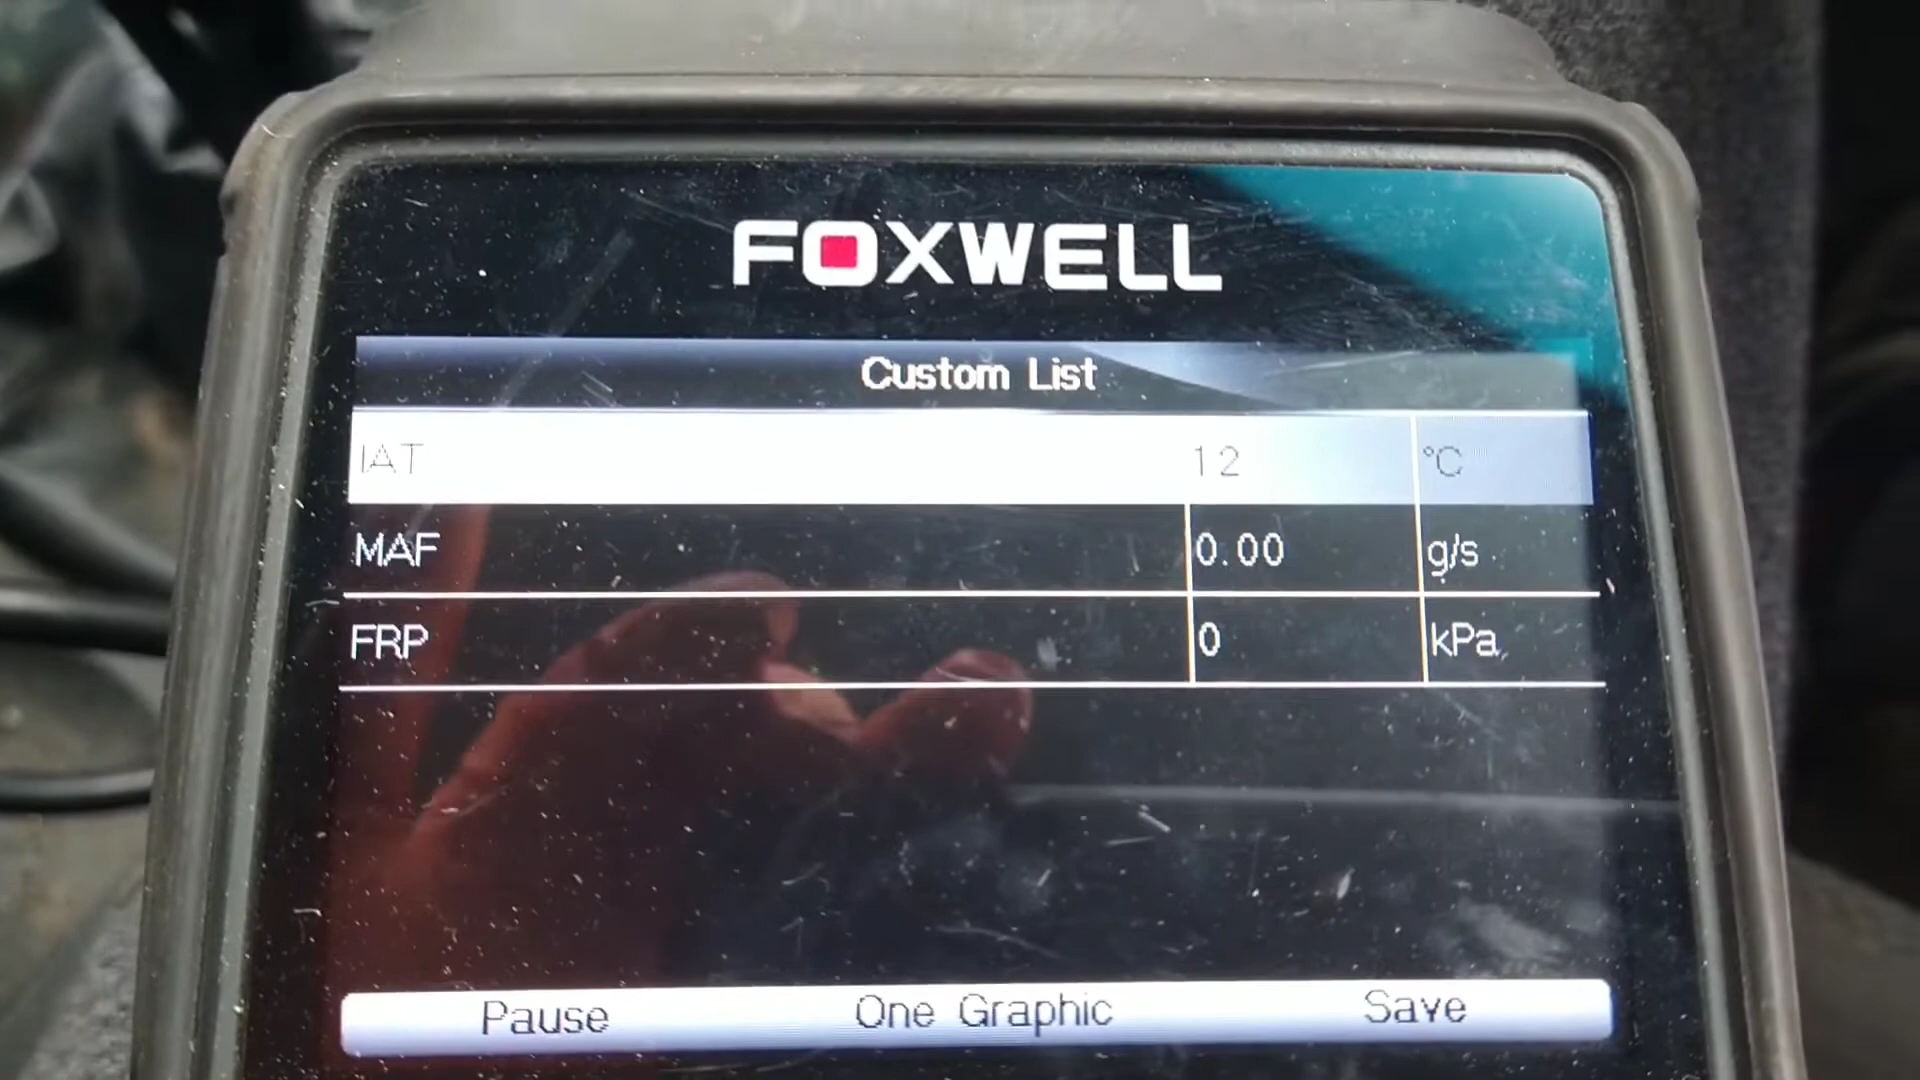 FOXWELL
Custom List
IAT 12 °C
MAF 0.00 g/s
FRP 0 kPa
Pause One Graphic Save